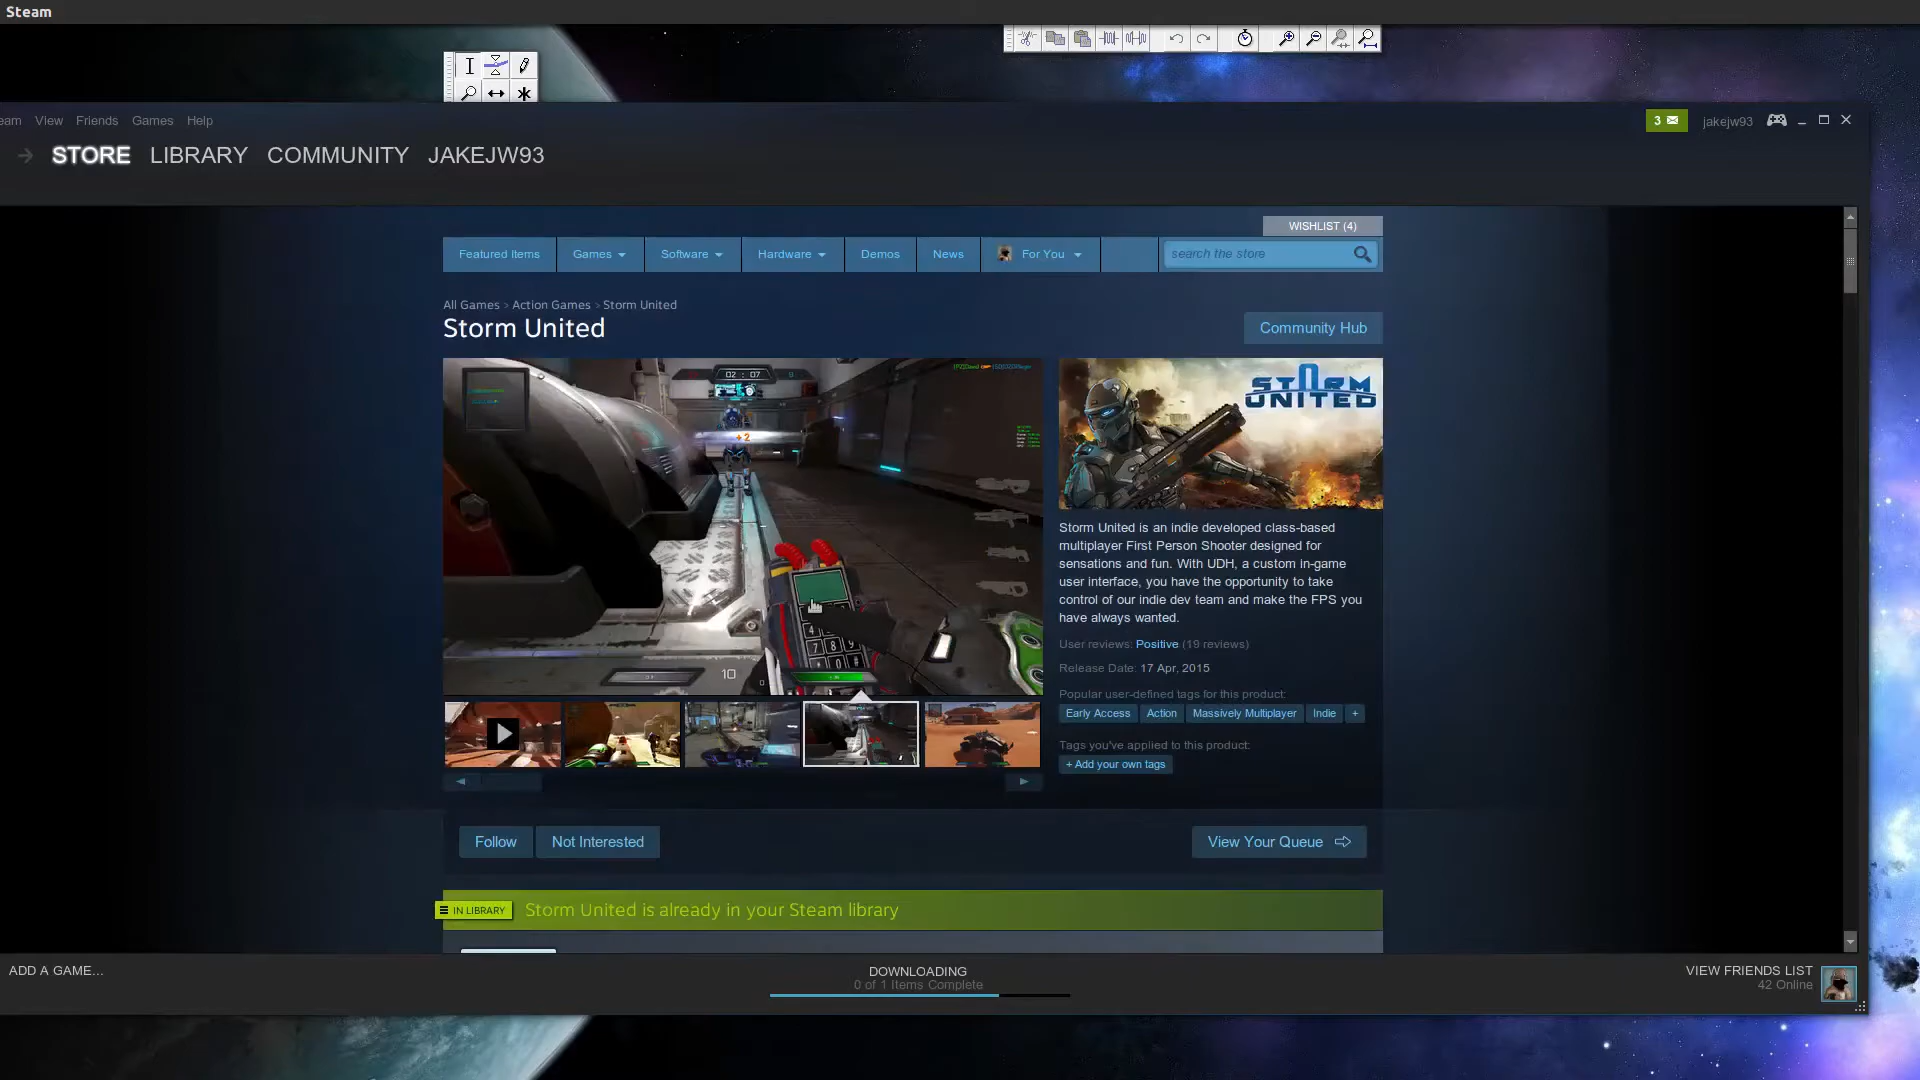 Steam
View Friends Games Help
3 jakejw93
STORE LIBRARY COMMUNITY JAKEJW93
WISHLIST (4)
Featured Items Games Software Hardware Demos News For You search the store
All Games > Action Games > Storm United
Storm United
Community Hub
02 : 07
+2
10
STORM
UNITED
Storm United is an indie developed class-based
multiplayer First Person Shooter designed for
sensations and fun. With UDH, a custom in-game
user interface, you have the opportunity to take
control of our indie dev team and make the FPS you
have always wanted.
User reviews: Positive (19 reviews)
Release Date: 17 Apr, 2015
Popular user-defined tags for this product:
Early Access Action Massively Multiplayer Indie +
Tags you've applied to this product:
+ Add your own tags
Follow Not Interested View Your Queue
IN LIBRARY Storm United is already in your Steam library
ADD A GAME...
DOWNLOADING
0 of 1 Items Complete
VIEW FRIENDS LIST
42 Online